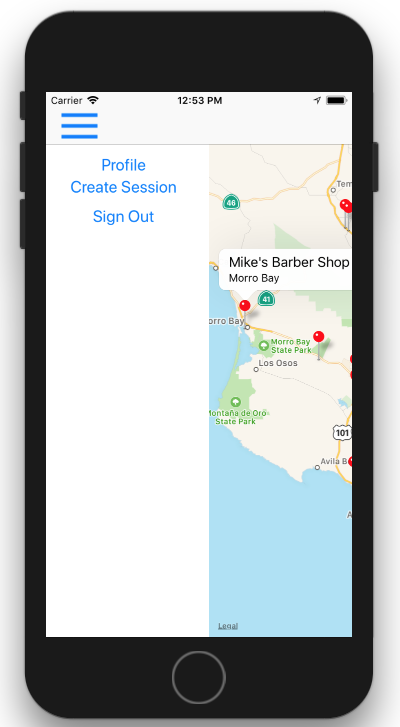 Carrier 12:53 PM
Profile
Create Session
Sign Out
46
Tem
Mike's Barber Shop
Morro Bay
41
orro Bay
Morro Bay
State Park
Los Osos
Montaña de Oro
State Park
101
Avila B
A
Legal